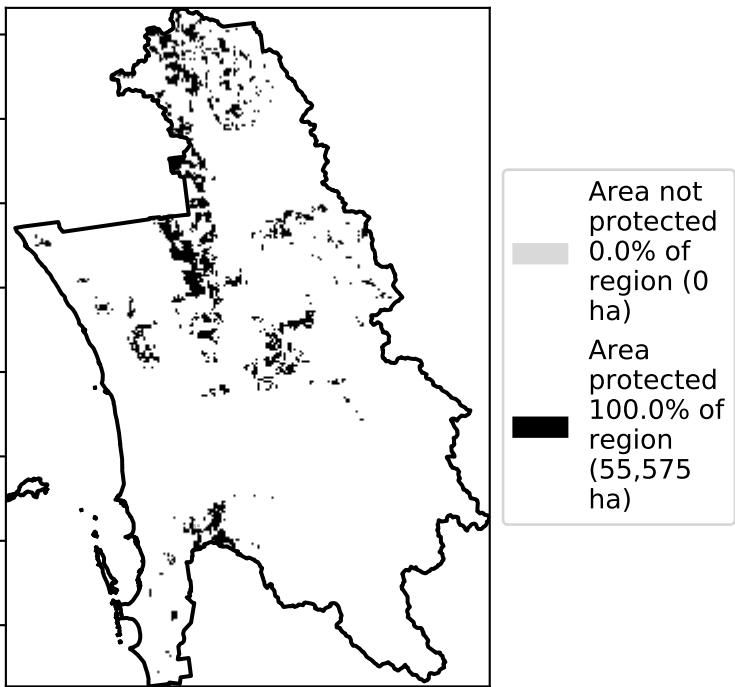 Area not
protected
0.0% of
region (0
ha)
Area
protected
100.0% of
region
(55,575
ha)